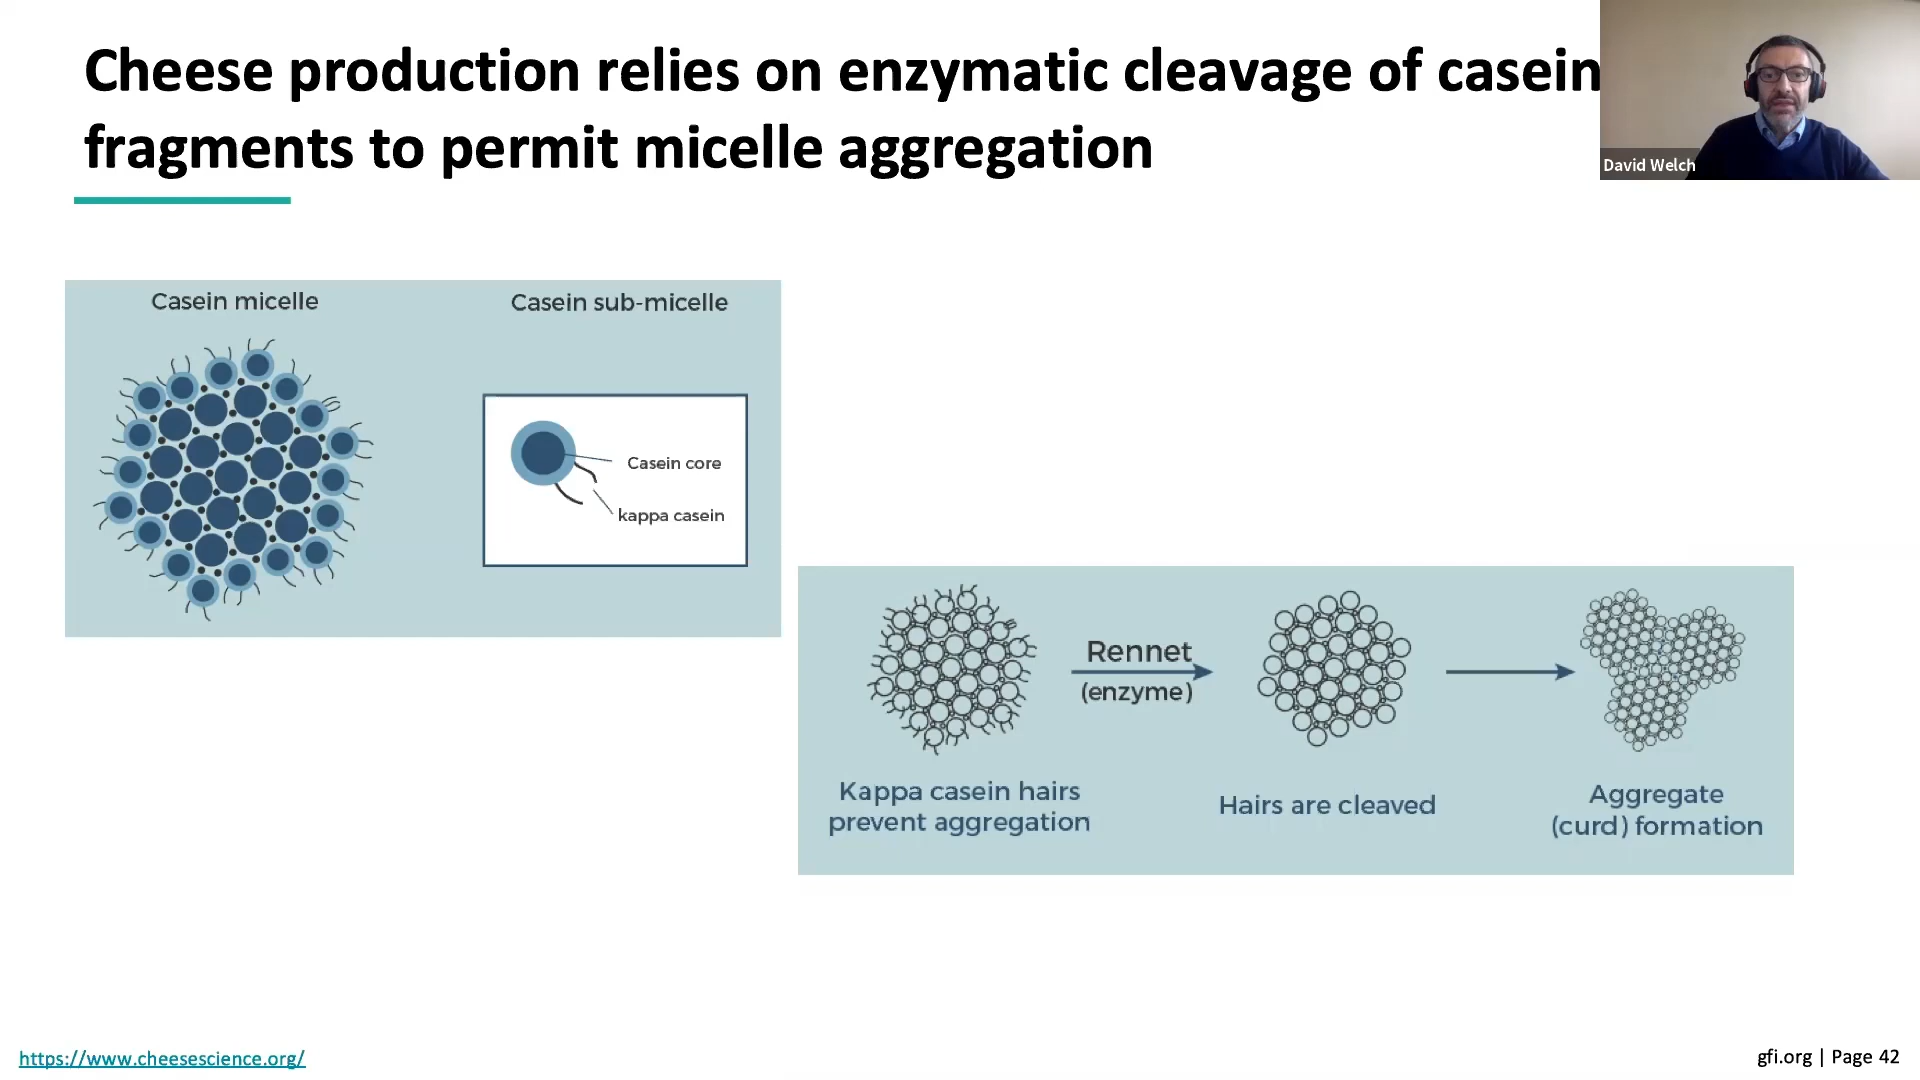 Cheese production relies on enzymatic cleavage of casein
fragments to permit micelle aggregation
David Welch
Casein micelle
Casein sub-micelle
Casein core
kappa casein
Rennet
(enzyme)
Kappa casein hairs
prevent aggregation
Hairs are cleaved
Aggregate
(curd) formation
https://www.cheesescience.org/
gfi.org | Page 42